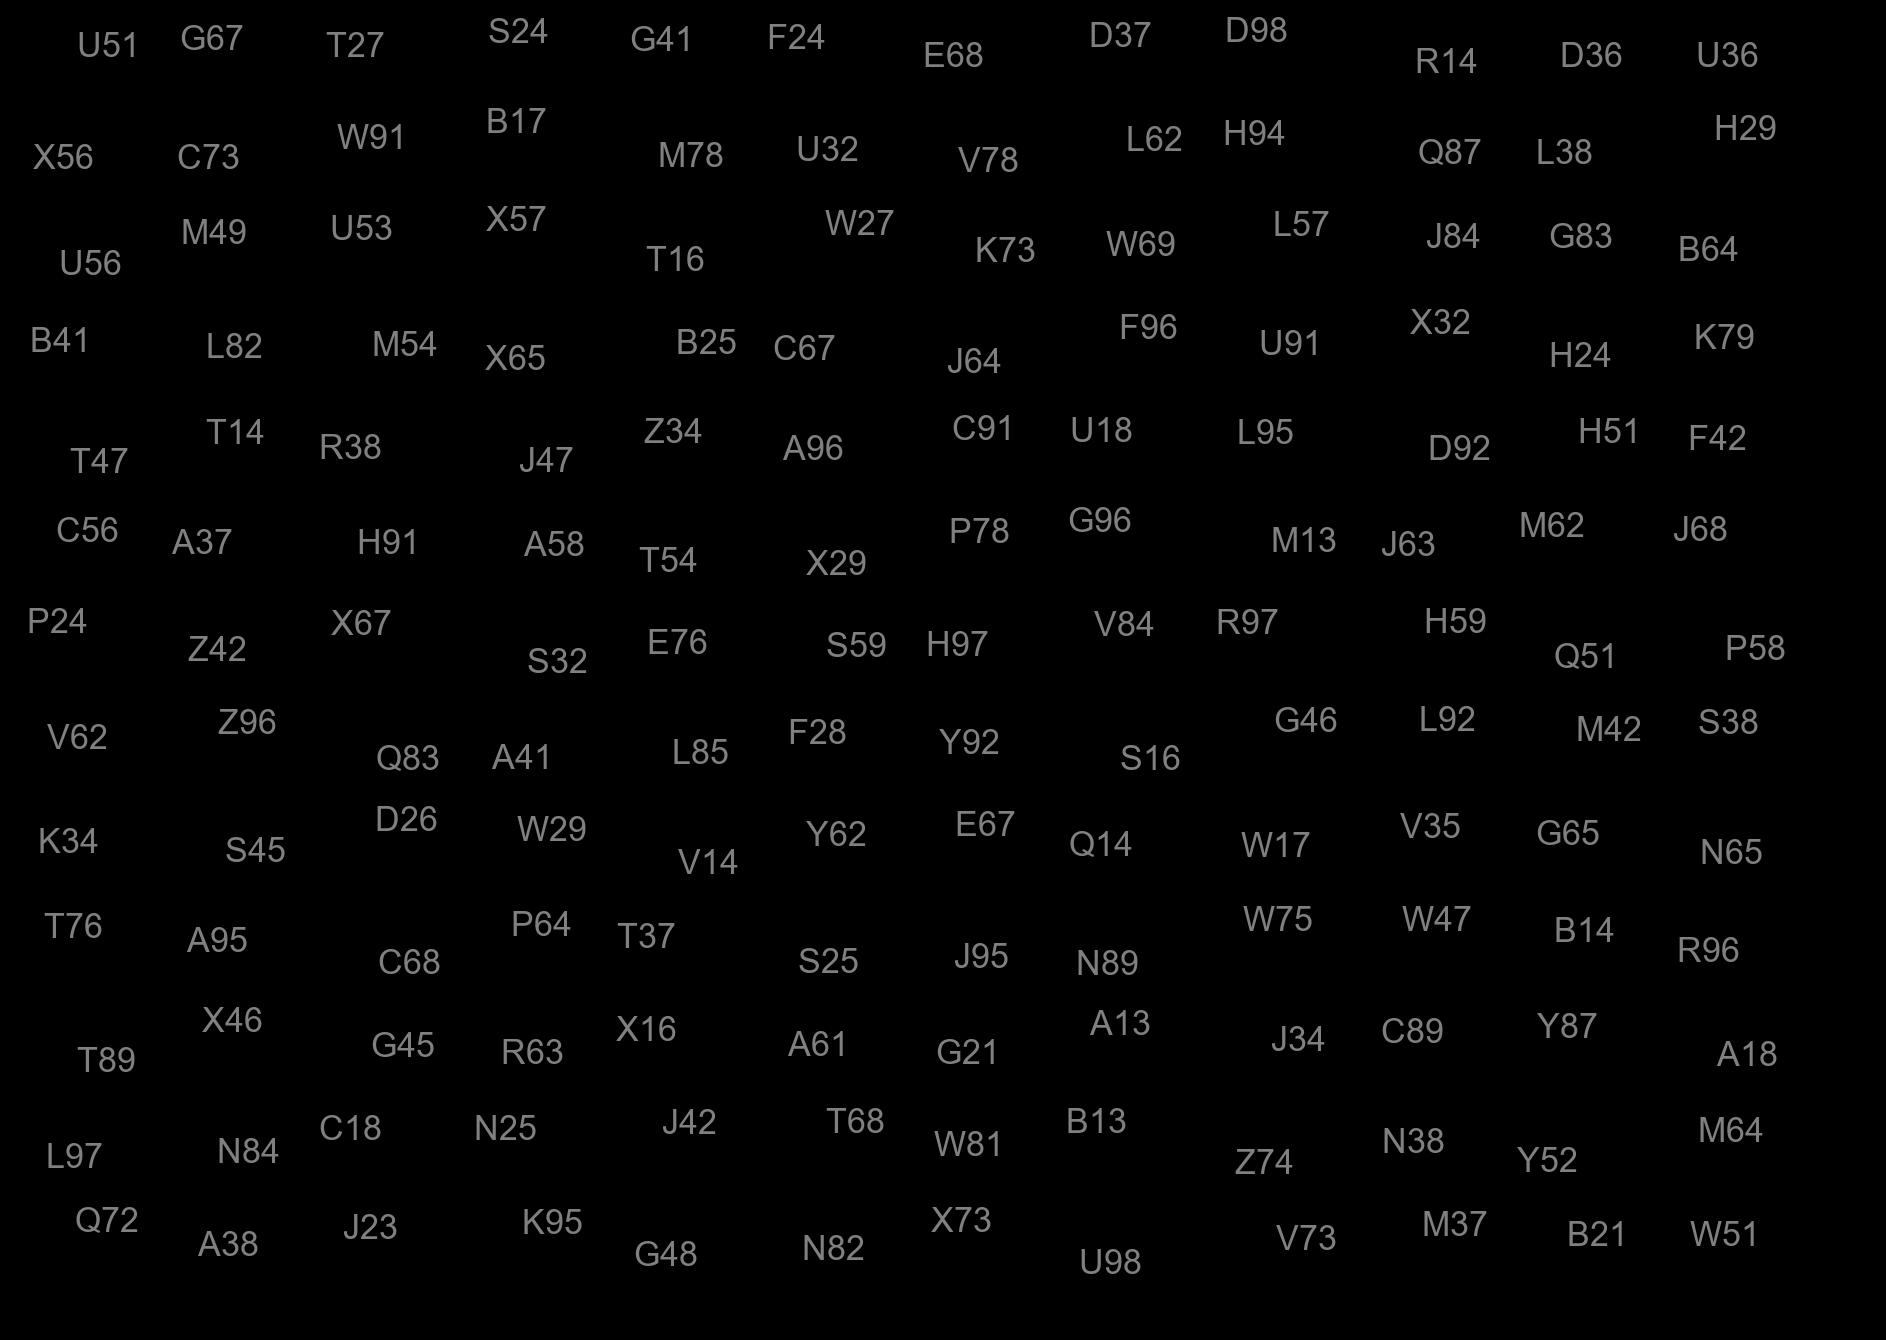 U51 G67 T27 S24 G41 F24 E68 D37 D98 R14 D36 U36
X56 C73 W91 B17 M78 U32 V78 L62 H94 Q87 L38 H29
U56 M49 U53 X57 T16 W27 K73 W69 L57 J84 G83 B64
B41 L82 M54 X65 B25 C67 J64 F96 U91 X32 H24 K79
T47 T14 R38 J47 Z34 A96 C91 U18 L95 D92 H51 F42
C56 A37 H91 A58 T54 X29 P78 G96 M13 J63 M62 J68
P24 Z42 X67 S32 E76 S59 H97 V84 R97 H59 Q51 P58
V62 Z96 Q83 A41 L85 F28 Y92 S16 G46 L92 M42 S38
K34 S45 D26 W29 V14 Y62 E67 Q14 W17 V35 G65 N65
T76 A95 C68 P64 T37 S25 J95 N89 W75 W47 B14 R96
T89 X46 G45 R63 X16 A61 G21 A13 J34 C89 Y87 A18
L97 N84 C18 N25 J42 T68 W81 B13 Z74 N38 Y52 M64
Q72 A38 J23 K95 G48 N82 X73 U98 V73 M37 B21 W51